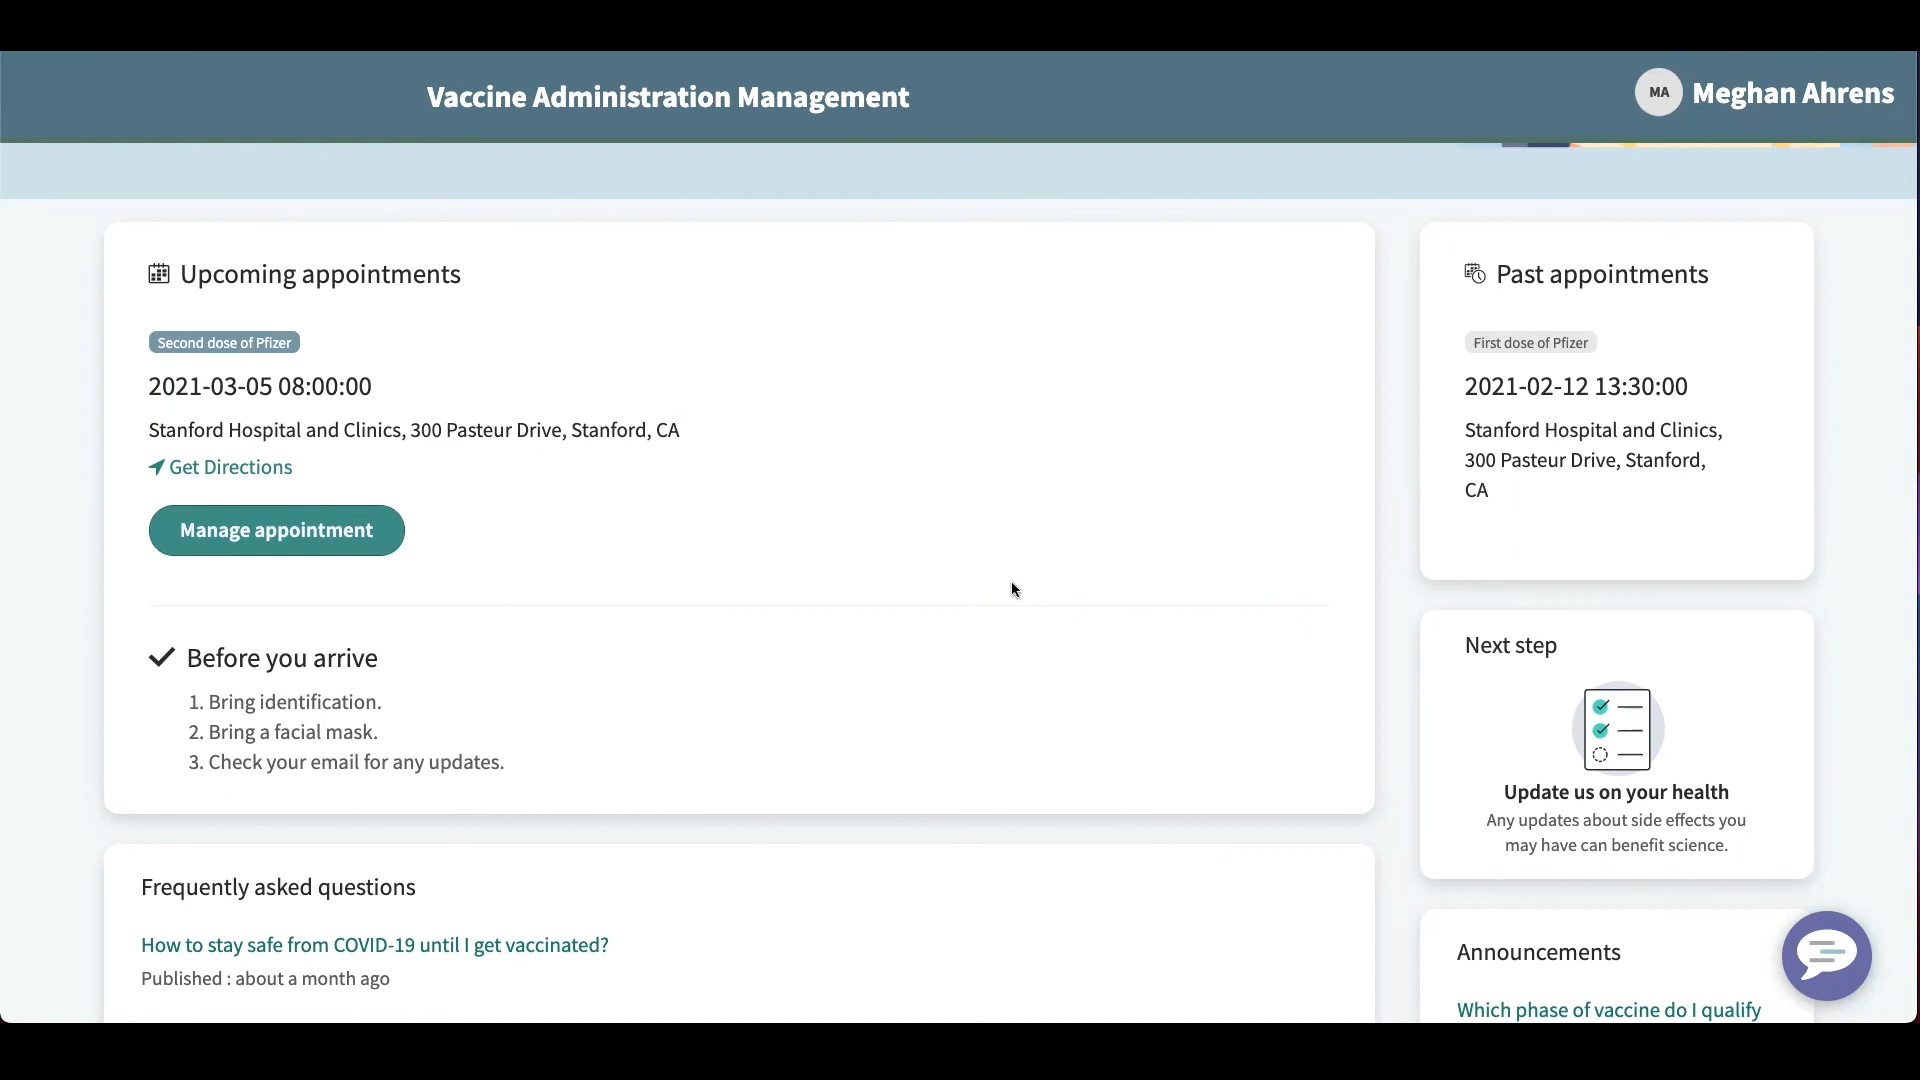 Vaccine Administration Management
MA Meghan Ahrens
Upcoming appointments
Second dose of Pfizer
2021-03-05 08:00:00
Stanford Hospital and Clinics, 300 Pasteur Drive, Stanford, CA
Get Directions
Manage appointment
Before you arrive
1. Bring identification.
2. Bring a facial mask.
3. Check your email for any updates.
Frequently asked questions
How to stay safe from COVID-19 until I get vaccinated?
Published : about a month ago
Past appointments
First dose of Pfizer
2021-02-12 13:30:00
Stanford Hospital and Clinics,
300 Pasteur Drive, Stanford,
CA
Next step
Update us on your health
Any updates about side effects you
may have can benefit science.
Announcements
Which phase of vaccine do I qualify